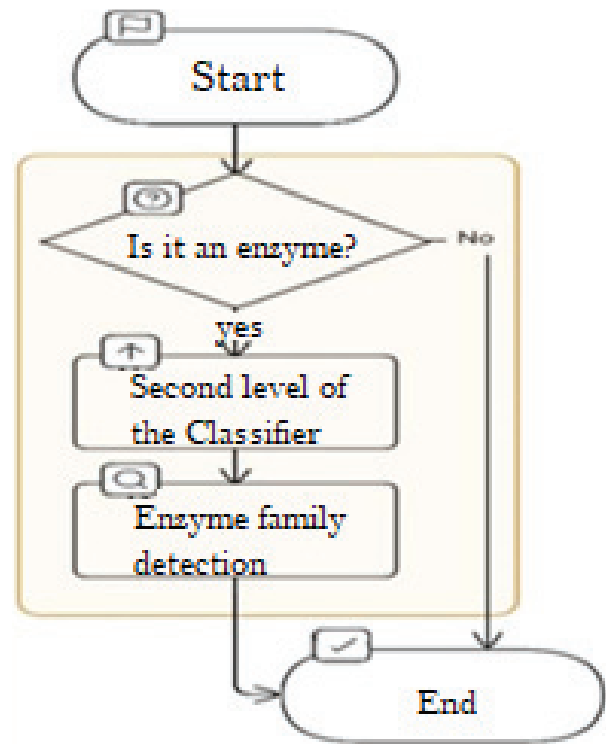 Start
Is it an enzyme?
No
yes
Second level of
the Classifier
Enzyme family
detection
End